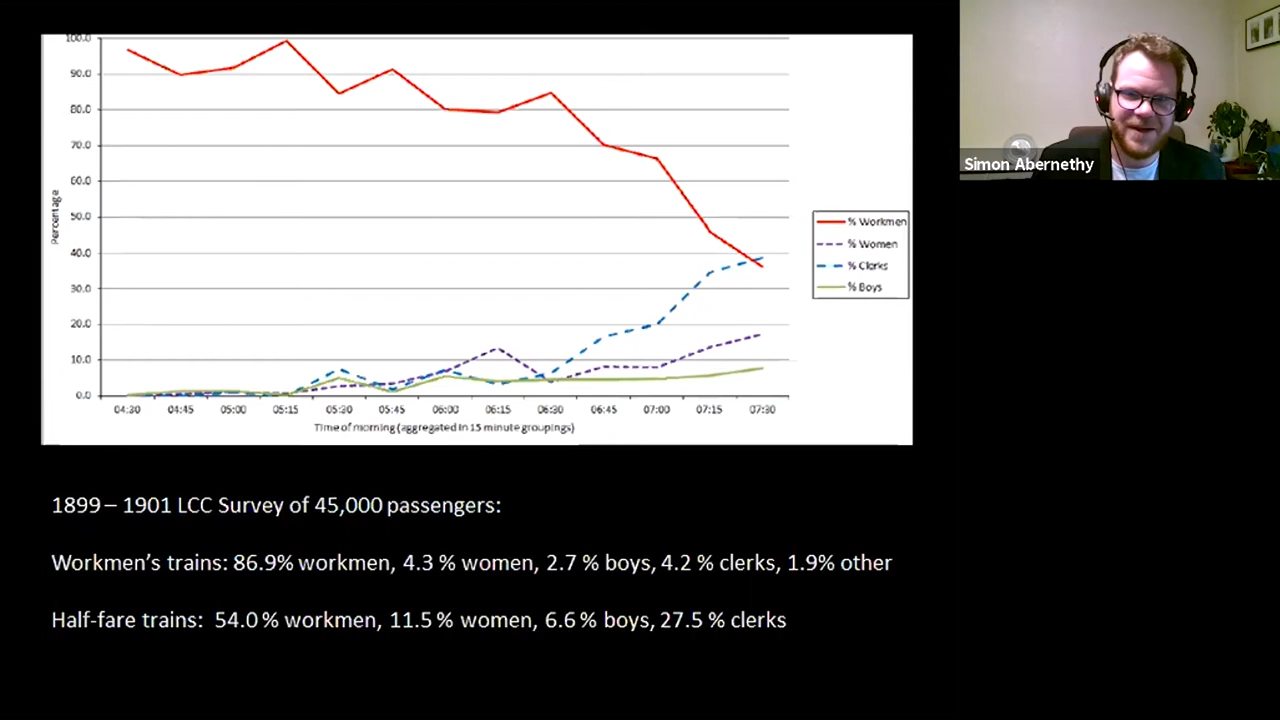 100.0
90.0
80.0
70.0
60.0
50.0
40.0
30.0
20.0
10.0
0.0
Percentage
04:30 04:45 05:00 05:15 05:30 05:45 06:00 06:15 06:30 06:45 07:00 07:15 07:30
Time of morning (aggregated in 15 minute groupings)
% Workmen
% Women
% Clerks
% Boys
Simon Abernethy
1899 – 1901 LCC Survey of 45,000 passengers:
Workmen's trains: 86.9% workmen, 4.3 % women, 2.7 % boys, 4.2 % clerks, 1.9% other
Half-fare trains: 54.0 % workmen, 11.5 % women, 6.6 % boys, 27.5 % clerks